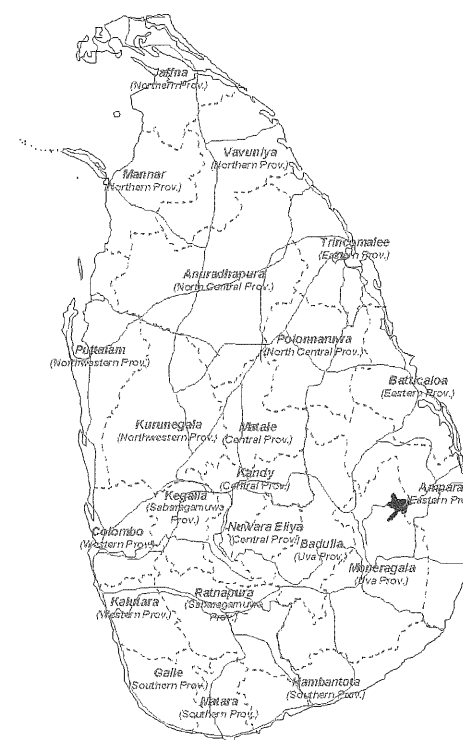 Jaffna
(Northern Prov.)
Vavuniya
(Northern Prov.)
Mannar
(Northern Prov.)
Trincomalee
(Eastern Prov.)
Anuradhapura
(North Central Prov.)
Polonnaruwa
(North Central Prov.)
Puttalam
(Northwestern Prov.)
Batticaloa
(Eastern Prov.)
Kurunegala
(Northwestern Prov.)
Matale
(Central Prov.)
Kandy
(Central Prov.)
Ampara
(Eastern Pro
Kegalla
(Sabaragamuwa
Prov.)
Nuwara Eliya
(Central Prov.)
Colombo
(Western Prov.)
Badulla
(Uva Prov.)
Moneragala
(Uva Prov.)
Ratnapura
(Sabaragamuwa
Prov.)
Kalutara
(Western Prov.)
Galle
(Southern Prov.)
Hambantota
(Southern Prov.)
Matara
(Southern Prov.)